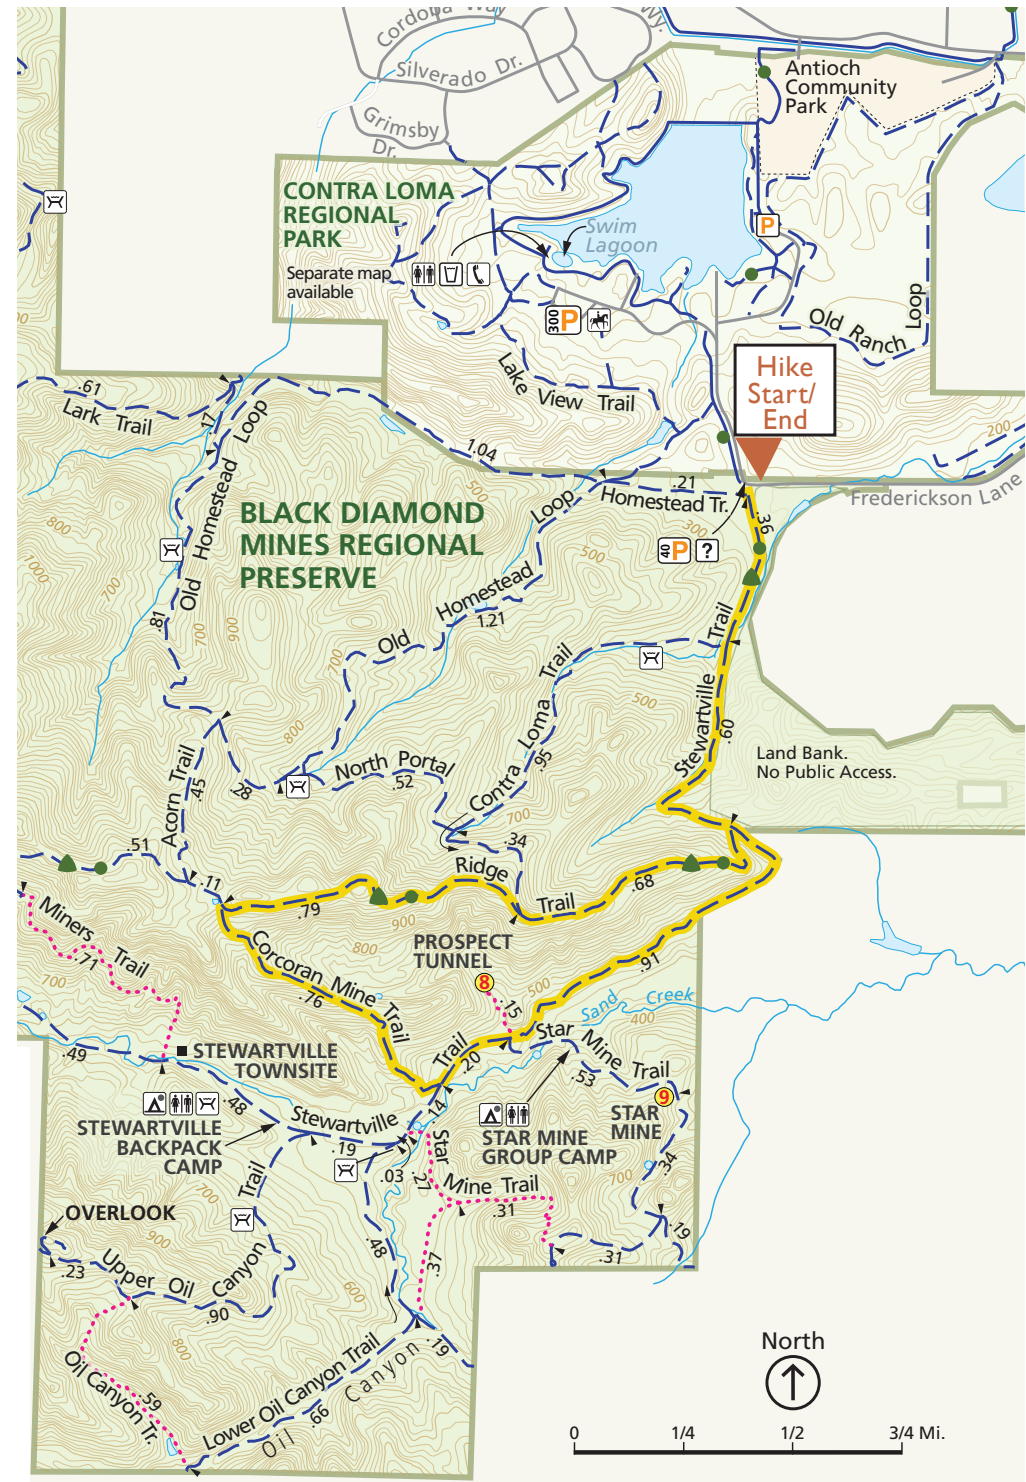 Cordoba Way
Wy.
Silverado Dr.
Grimsby
Dr.
Antioch
Community
Park
CONTRA LOMA
REGIONAL
PARK
Separate map
available
Swim
Lagoon
P
300
P
Old Ranch Loop
Lake View Trail
Hike
Start/
End
.61
Lark Trail
.17
Old Homestead Loop
1.04
200
Frederickson Lane
.21
Homestead Tr.
.36
300
40
P
?
BLACK DIAMOND
MINES REGIONAL
PRESERVE
500
500
800
1000
700
700
900
.81
Old Homestead Loop
1.21
700
Contra Loma Trail
.95
500
Stewartville Trail
.60
Land Bank.
No Public Access.
800
North Portal
.52
.28
Acorn Trail
.45
700
.34
.51
.11
Ridge Trail
.68
.79
900
800
Miners Trail
.71
700
Corcoran Mine Trail
.76
PROSPECT
TUNNEL
8
.15
500
.91
Sand Creek
400
.49
STEWARTVILLE
TOWNSITE
Stewartville Trail
.20
Star Mine Trail
.53
.48
.14
9
STAR
MINE
STEWARTVILLE
BACKPACK
CAMP
.19
.03
STAR MINE
GROUP CAMP
Star Mine Trail
.27
.31
700
.34
.19
.31
OVERLOOK
700
900
.23
Upper Oil Canyon Trail
.90
.48
.37
600
800
Oil Canyon Tr.
.59
Lower Oil Canyon Trail
.66
.19
Oil Canyon
North
0 1/4 1/2 3/4 Mi.